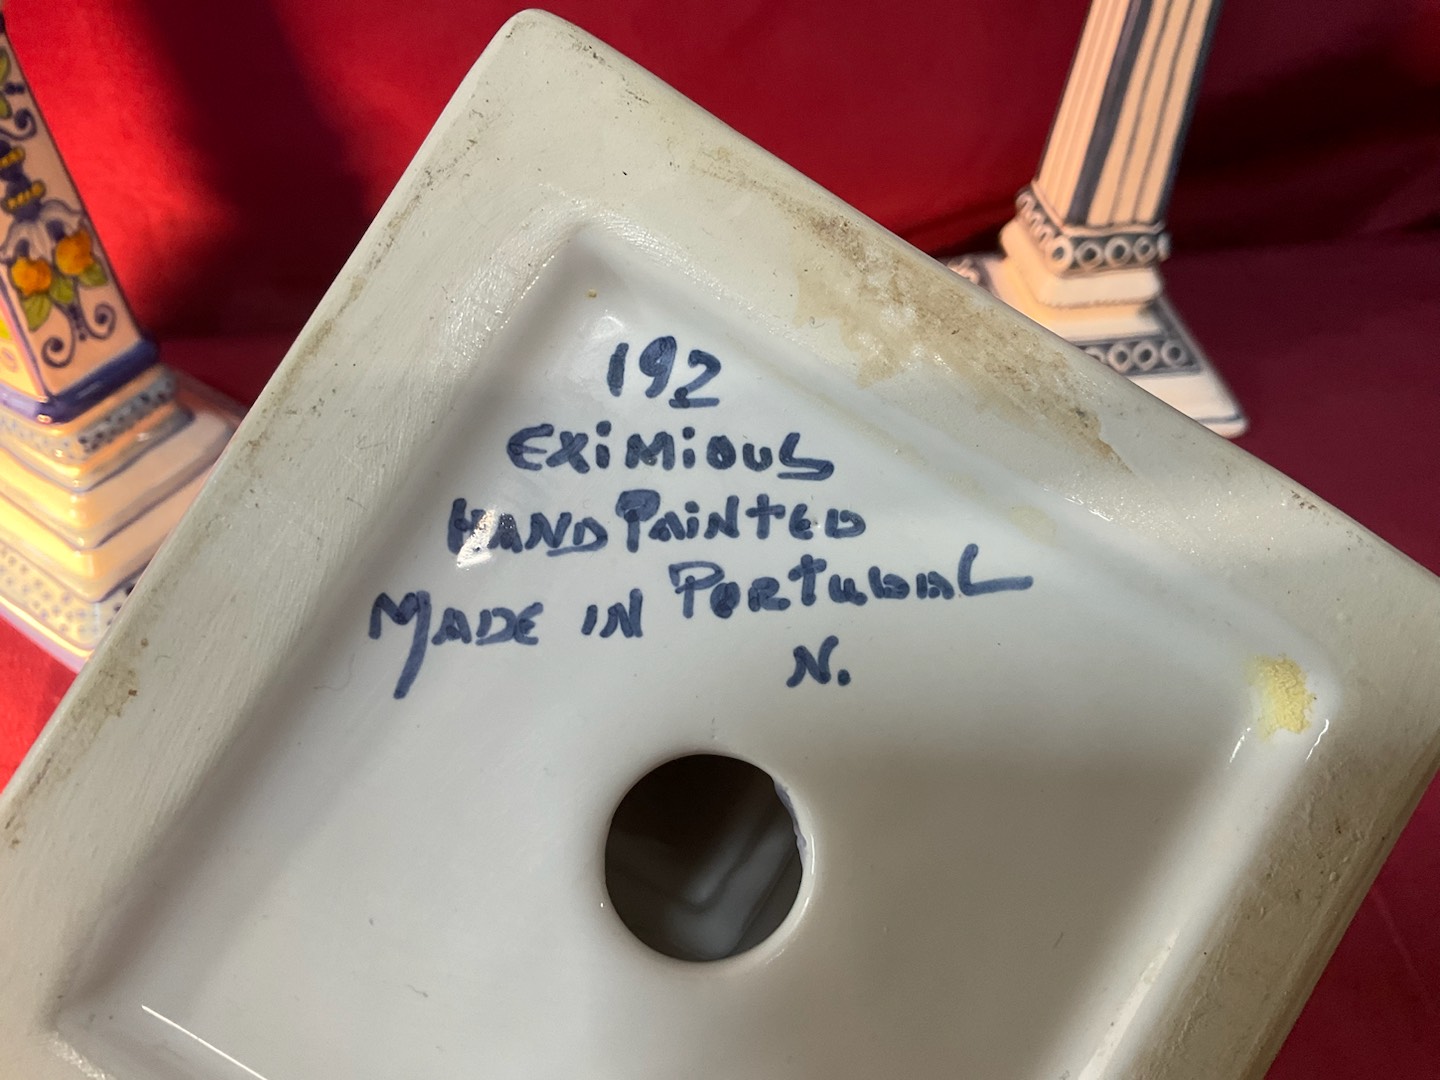 192
EXiMiOUS
HAND PAiNtED
MADE IN PORTUGAL
N.